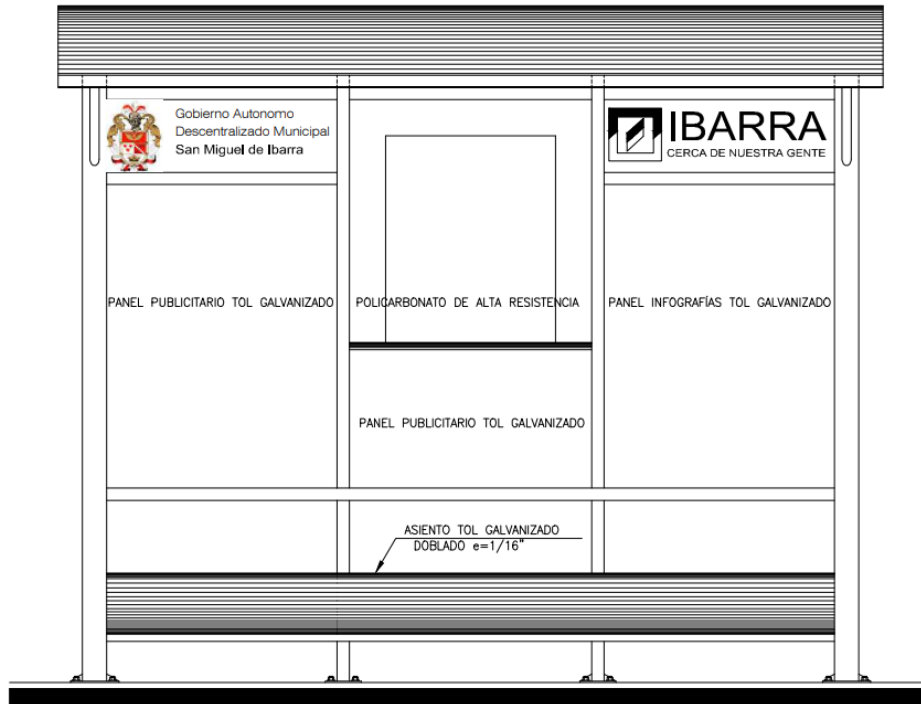 Gobierno Autonomo
Descentralizado Municipal
San Miguel de Ibarra
IBARRA
CERCA DE NUESTRA GENTE
PANEL PUBLICITARIO TOL GALVANIZADO
POLICARBONATO DE ALTA RESISTENCIA
PANEL INFOGRAFÍAS TOL GALVANIZADO
PANEL PUBLICITARIO TOL GALVANIZADO
ASIENTO TOL GALVANIZADO
DOBLADO e=1/16"